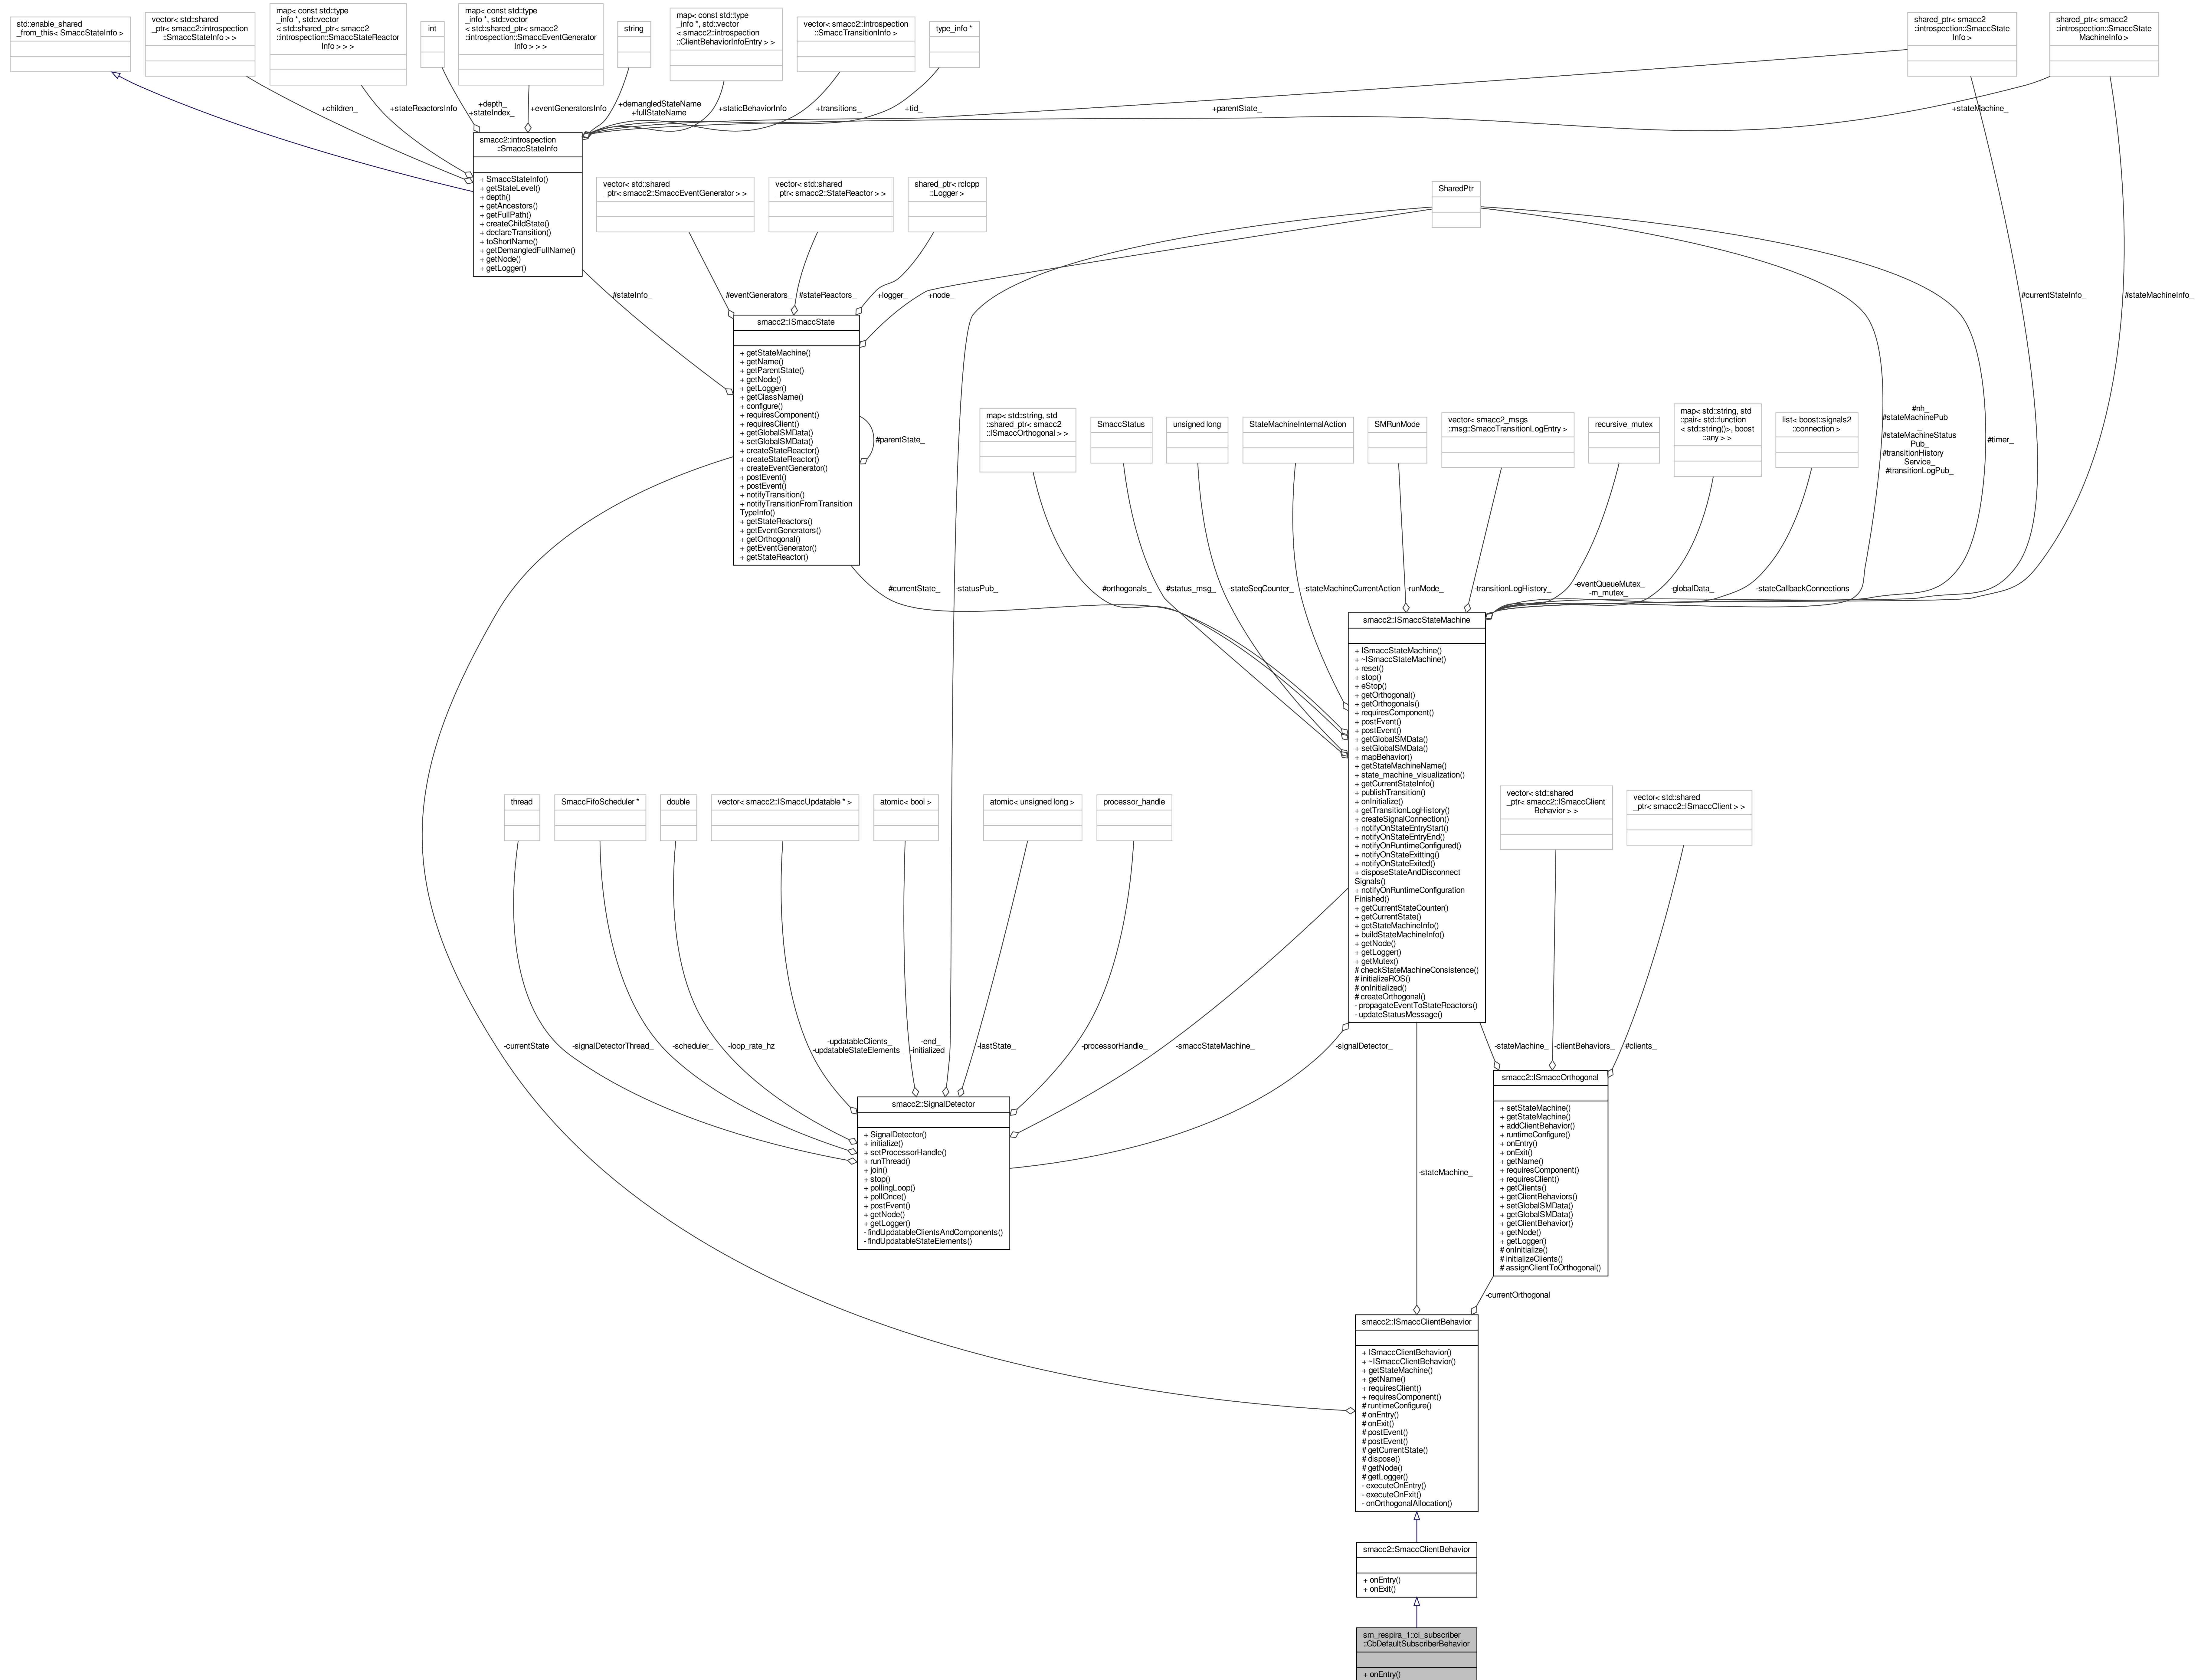 std::enable_shared
_from_this< SmaccStateInfo >
vector< std::shared
_ptr< smacc2::introspection
::SmaccStateInfo > >
map< const std::type
_info *, std::vector
< std::shared_ptr< smacc2
::introspection::SmaccStateReactor
Info > > >
int
map< const std::type
_info *, std::vector
< std::shared_ptr< smacc2
::introspection::SmaccEventGenerator
Info > > >
string
map< const std::type
_info *, std::vector
< smacc2::introspection
::ClientBehaviorInfoEntry > >
vector< smacc2::introspection
::SmaccTransitionInfo >
type_info *
shared_ptr< smacc2
::introspection::SmaccState
Info >
shared_ptr< smacc2
::introspection::SmaccState
MachineInfo >
+children_
+stateReactorsInfo
+depth_
+stateIndex_
+eventGeneratorsInfo
+demangledStateName
+fullStateName
+staticBehaviorInfo
+transitions_
+tid_
+parentState_
+stateMachine_
smacc2::introspection
::SmaccStateInfo
+ SmaccStateInfo()
+ getStateLevel()
+ depth()
+ getAncestors()
+ getFullPath()
+ createChildState()
+ declareTransition()
+ toShortName()
+ getDemangledFullName()
+ getNode()
+ getLogger()
vector< std::shared
_ptr< smacc2::SmaccEventGenerator > >
vector< std::shared
_ptr< smacc2::StateReactor > >
shared_ptr< rclcpp
::Logger >
SharedPtr
#stateInfo_
#eventGenerators_
#stateReactors_
+logger_
+node_
#currentStateInfo_
#stateMachineInfo_
smacc2::ISmaccState
+ getStateMachine()
+ getName()
+ getParentState()
+ getNode()
+ getLogger()
+ getClassName()
+ configure()
+ requiresComponent()
+ requiresClient()
+ getGlobalSMData()
+ setGlobalSMData()
+ createStateReactor()
+ createStateReactor()
+ createEventGenerator()
+ postEvent()
+ postEvent()
+ notifyTransition()
+ notifyTransitionFromTransition
TypeInfo()
+ getStateReactors()
+ getEventGenerators()
+ getOrthogonal()
+ getEventGenerator()
+ getStateReactor()
#parentState_
map< std::string, std
::shared_ptr< smacc2
::ISmaccOrthogonal > >
SmaccStatus
unsigned long
StateMachineInternalAction
SMRunMode
vector< smacc2_msgs
::msg::SmaccTransitionLogEntry >
recursive_mutex
map< std::string, std
::pair< std::function
< std::string()>, boost
::any > >
list< boost::signals2
::connection >
#nh_
#stateMachinePub
_
#stateMachineStatus
Pub_
#transitionHistory
Service_
#transitionLogPub_
#timer_
#currentState_
-statusPub_
#orthogonals_
#status_msg_
-stateSeqCounter_
-stateMachineCurrentAction
-runMode_
-transitionLogHistory_
-eventQueueMutex_
-m_mutex_
-globalData_
-stateCallbackConnections
smacc2::ISmaccStateMachine
+ ISmaccStateMachine()
+ ~ISmaccStateMachine()
+ reset()
+ stop()
+ eStop()
+ getOrthogonal()
+ getOrthogonals()
+ requiresComponent()
+ postEvent()
+ postEvent()
+ getGlobalSMData()
+ setGlobalSMData()
+ mapBehavior()
+ getStateMachineName()
+ state_machine_visualization()
+ getCurrentStateInfo()
+ publishTransition()
+ onInitialize()
+ getTransitionLogHistory()
+ createSignalConnection()
+ notifyOnStateEntryStart()
+ notifyOnStateEntryEnd()
+ notifyOnRuntimeConfigured()
+ notifyOnStateExitting()
+ notifyOnStateExited()
+ disposeStateAndDisconnect
Signals()
+ notifyOnRuntimeConfiguration
Finished()
+ getCurrentStateCounter()
+ getCurrentState()
+ getStateMachineInfo()
+ buildStateMachineInfo()
+ getNode()
+ getLogger()
+ getMutex()
# checkStateMachineConsistence()
# initializeROS()
# onInitialized()
# createOrthogonal()
- propagateEventToStateReactors()
- updateStatusMessage()
thread
SmaccFifoScheduler *
double
vector< smacc2::ISmaccUpdatable * >
atomic< bool >
atomic< unsigned long >
processor_handle
vector< std::shared
_ptr< smacc2::ISmaccClient
Behavior > >
vector< std::shared
_ptr< smacc2::ISmaccClient > >
-currentState
-signalDetectorThread_
-scheduler_
-loop_rate_hz
-updatableClients_
-updatableStateElements_
-end_
-initialized_
-lastState_
-processorHandle_
-smaccStateMachine_
-signalDetector_
-stateMachine_
-clientBehaviors_
#clients_
smacc2::SignalDetector
+ SignalDetector()
+ initialize()
+ setProcessorHandle()
+ runThread()
+ join()
+ stop()
+ pollingLoop()
+ pollOnce()
+ postEvent()
+ getNode()
+ getLogger()
- findUpdatableClientsAndComponents()
- findUpdatableStateElements()
smacc2::ISmaccOrthogonal
+ setStateMachine()
+ getStateMachine()
+ addClientBehavior()
+ runtimeConfigure()
+ onEntry()
+ onExit()
+ getName()
+ requiresComponent()
+ requiresClient()
+ getClients()
+ getClientBehaviors()
+ setGlobalSMData()
+ getGlobalSMData()
+ getClientBehavior()
+ getNode()
+ getLogger()
# onInitialize()
# initializeClients()
# assignClientToOrthogonal()
-stateMachine_
-currentOrthogonal
smacc2::ISmaccClientBehavior
+ ISmaccClientBehavior()
+ ~ISmaccClientBehavior()
+ getStateMachine()
+ getName()
+ requiresClient()
+ requiresComponent()
# runtimeConfigure()
# onEntry()
# onExit()
# postEvent()
# postEvent()
# getCurrentState()
# dispose()
# getNode()
# getLogger()
- executeOnEntry()
- executeOnExit()
- onOrthogonalAllocation()
smacc2::SmaccClientBehavior
+ onEntry()
+ onExit()
sm_respira_1::cl_subscriber
::CbDefaultSubscriberBehavior
+ onEntry()